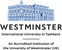 WESTMINSTER
International University in Tashkent
An Accredited Institution of
the University of Westminster (UK)